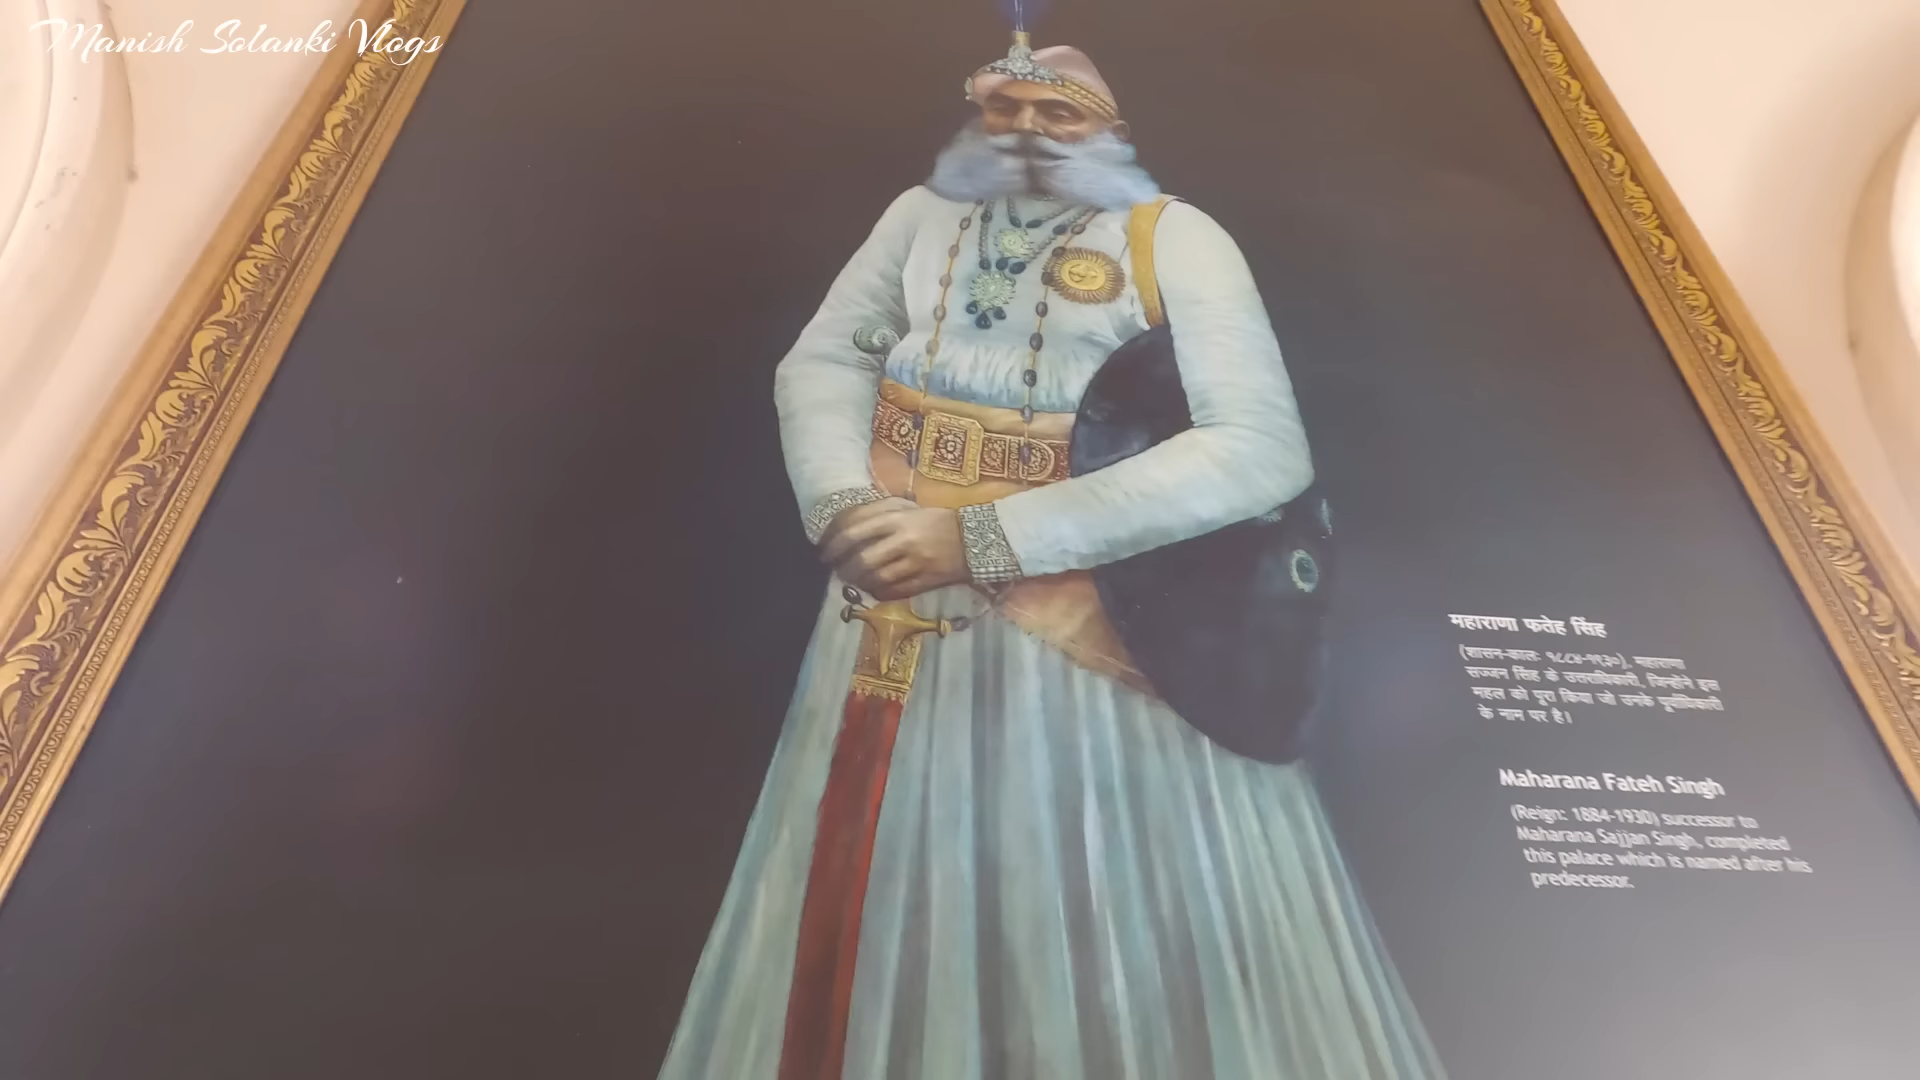 Manish Solanki Vlogs
महाराणा फतेह सिंह
(शासन-कालः १८८४-१९३०), महाराणा
सज्जन सिंह के उत्तराधिकारी, जिन्होंने इस
महल को पूरा किया जो उनके पूर्वाधिकारी
के नाम पर है।
Maharana Fateh Singh
(Reign: 1884-1930) successor to
Maharana Sajjan Singh, completed
this palace which is named after his
predecessor.